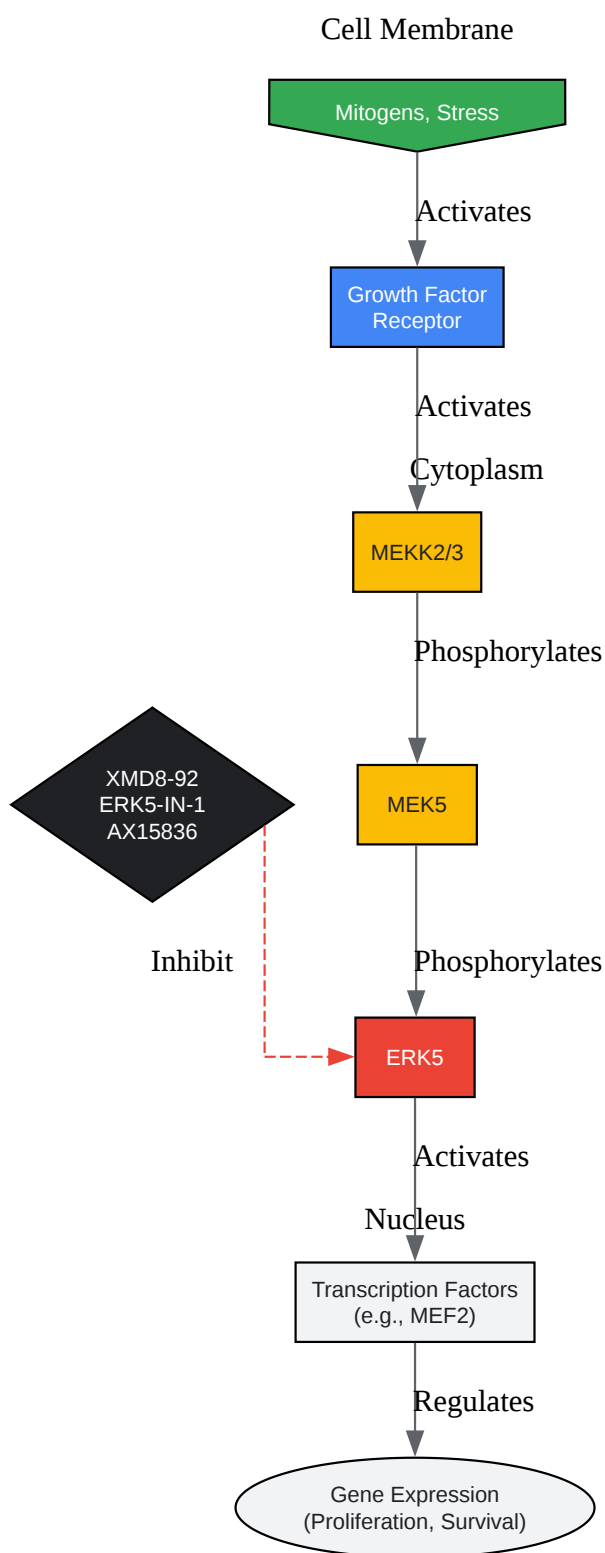 Cell Membrane
Mitogens, Stress
Activates
Growth Factor
Receptor
Activates
Cytoplasm
MEKK2/3
Phosphorylates
XMD8-92
ERK5-IN-1
AX15836
MEK5
Inhibit
Phosphorylates
ERK5
Activates
Nucleus
Transcription Factors
(e.g., MEF2)
Regulates
Gene Expression
(Proliferation, Survival)